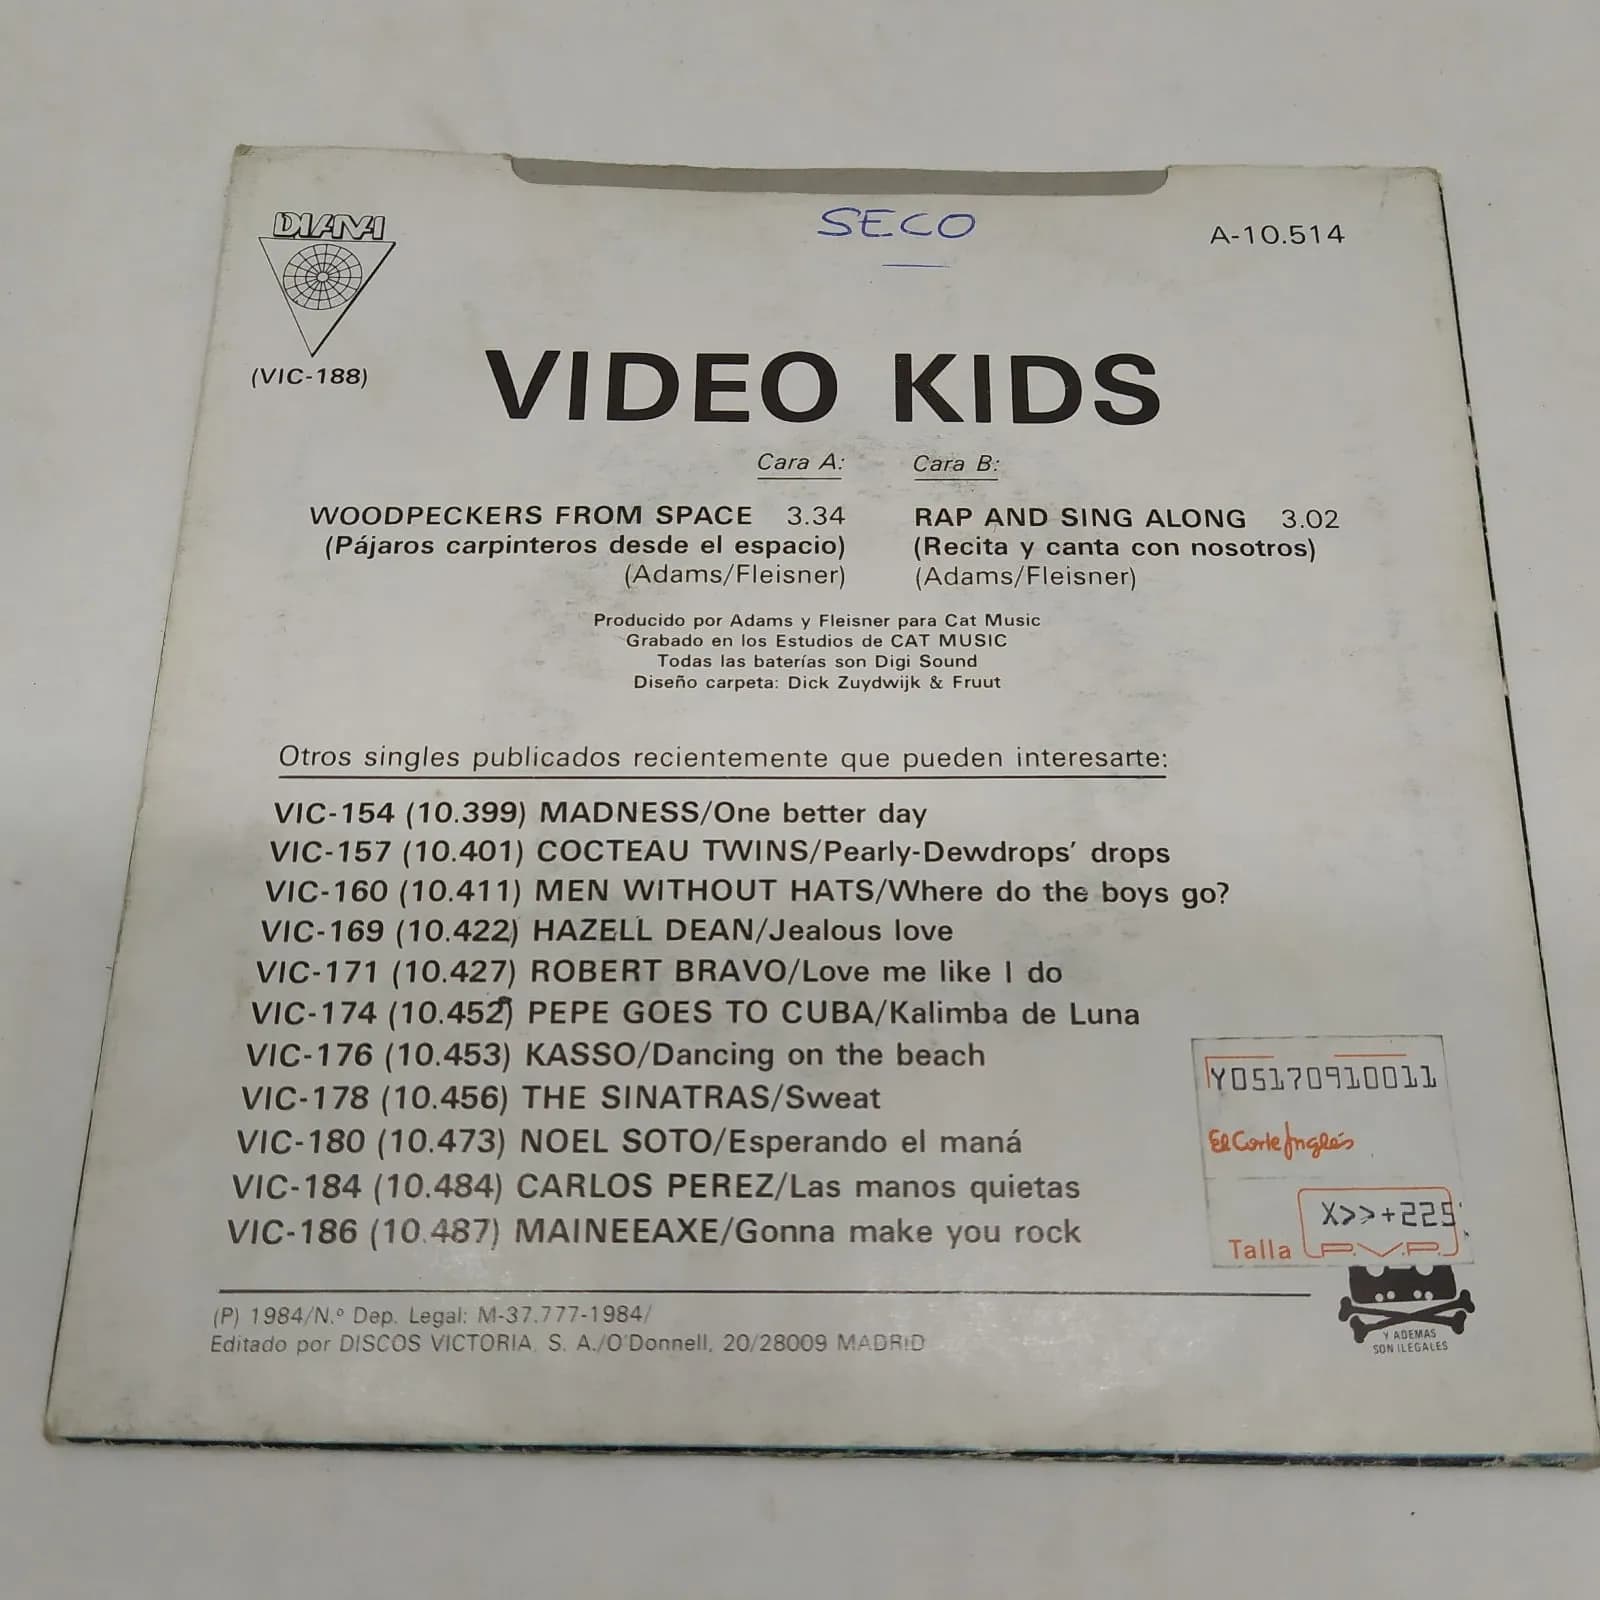 DIANA
SECO
A-10.514
(VIC-188)
VIDEO KIDS
Cara A:
WOODPECKERS FROM SPACE 3.34
(Pájaros carpinteros desde el espacio)
(Adams/Fleisner)
Cara B:
RAP AND SING ALONG 3.02
(Recita y canta con nosotros)
(Adams/Fleisner)
Producido por Adams y Fleisner para Cat Music
Grabado en los Estudios de CAT MUSIC
Todas las baterías son Digi Sound
Diseño carpeta: Dick Zuydwijk & Fruut
Otros singles publicados recientemente que pueden interesarte:
VIC-154 (10.399) MADNESS/One better day
VIC-157 (10.401) COCTEAU TWINS/Pearly-Dewdrops' drops
VIC-160 (10.411) MEN WITHOUT HATS/Where do the boys go?
VIC-169 (10.422) HAZELL DEAN/Jealous love
VIC-171 (10.427) ROBERT BRAVO/Love me like I do
VIC-174 (10.452) PEPE GOES TO CUBA/Kalimba de Luna
VIC-176 (10.453) KASSO/Dancing on the beach
VIC-178 (10.456) THE SINATRAS/Sweat
VIC-180 (10.473) NOEL SOTO/Esperando el maná
VIC-184 (10.484) CARLOS PEREZ/Las manos quietas
VIC-186 (10.487) MAINEEAXE/Gonna make you rock
Y05170910011
El Corte Inglés
X>>+225
Talla P.V.P.
(P) 1984/N.º Dep. Legal: M-37.777-1984/
Editado por DISCOS VICTORIA, S. A./O'Donnell, 20/28009 MADRID
Y ADEMAS
SON ILEGALES